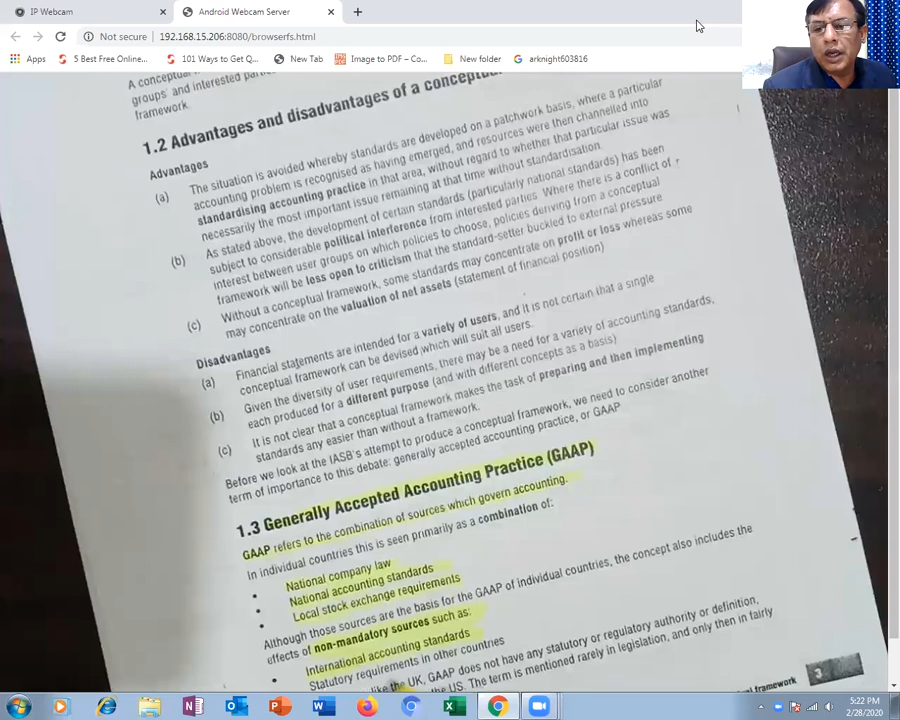 IP Webcam
Android Webcam Server
Not secure
192.168.15.206:8080/browserfs.html
Apps
5 Best Free Online...
101 Ways to Get Q...
New Tab
Image to PDF – Co...
New folder
arknight603816
A conceptual
groups and interested
framework.
1.2 Advantages and disadvantages of a conceptual
Advantages
(a) The situation is avoided whereby standards are developed on a patchwork basis, where a particular
accounting problem is recognised as having emerged, and resources were then channelled into
standardising accounting practice in that area, without regard to whether that particular issue was
necessarily the most important issue remaining at that time without standardisation.
(b) As stated above, the development of certain standards (particularly national standards) has been
subject to considerable political interference from interested parties. Where there is a conflict of
interest between user groups on which policies to choose, policies deriving from a conceptual
framework will be less open to criticism that the standard-setter buckled to external pressure
(c) Without a conceptual framework, some standards may concentrate on profit or loss whereas some
may concentrate on the valuation of net assets (statement of financial position)
Disadvantages
(a) Financial statements are intended for a variety of users, and it is not certain that a single
conceptual framework can be devised which will suit all users.
(b) Given the diversity of user requirements, there may be a need for a variety of accounting standards,
each produced for a different purpose (and with different concepts as a basis)
(c) It is not clear that a conceptual framework makes the task of preparing and then implementing
standards any easier than without a framework.
Before we look at the IASB's attempt to produce a conceptual framework, we need to consider another
term of importance to this debate: generally accepted accounting practice, or GAAP
1.3 Generally Accepted Accounting Practice (GAAP)
GAAP refers to the combination of sources which govern accounting.
In individual countries this is seen primarily as a combination of:
• National company law
• National accounting standards
• Local stock exchange requirements
Although those sources are the basis for the GAAP of individual countries, the concept also includes the
effects of non-mandatory sources such as:
• International accounting standards
Statutory requirements in other countries
like the UK, GAAP does not have any statutory or regulatory authority or definition,
the US. The term is mentioned rarely in legislation, and only then in fairly
framework
3
5:22 PM
2/28/2020